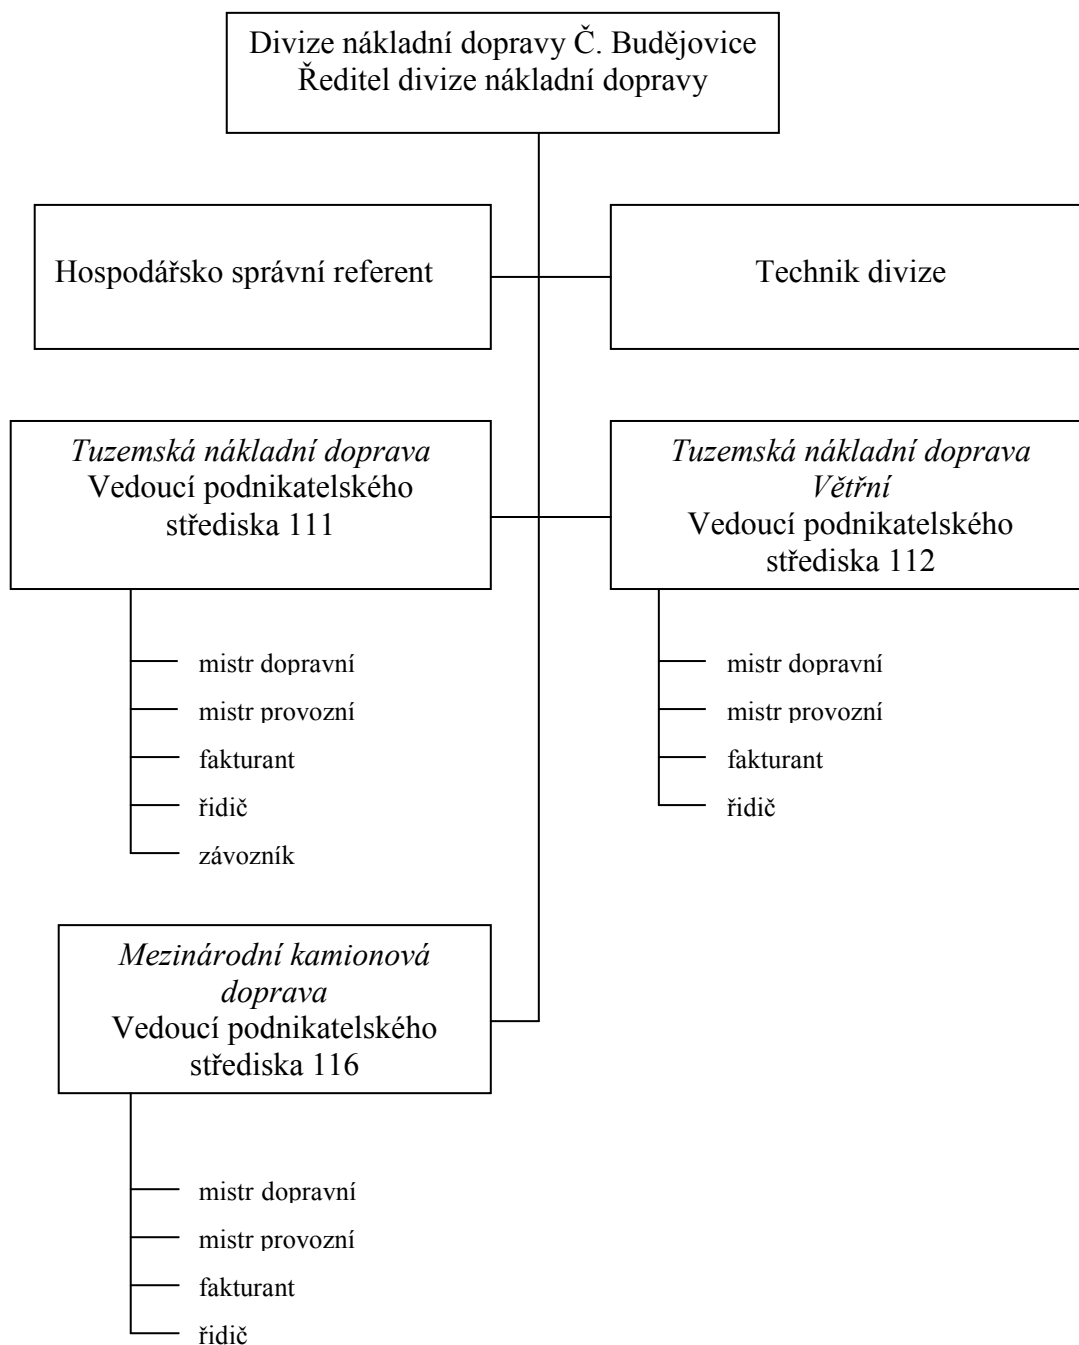 Divize nákladní dopravy Č. Budějovice
Ředitel divize nákladní dopravy
Hospodářsko správní referent
Technik divize
Tuzemská nákladní doprava
Vedoucí podnikatelského
střediska 111
Tuzemská nákladní doprava
Větřní
Vedoucí podnikatelského
střediska 112
mistr dopravní
mistr provozní
fakturant
řidič
závozník
mistr dopravní
mistr provozní
fakturant
řidič
Mezinárodní kamionová
doprava
Vedoucí podnikatelského
střediska 116
mistr dopravní
mistr provozní
fakturant
řidič